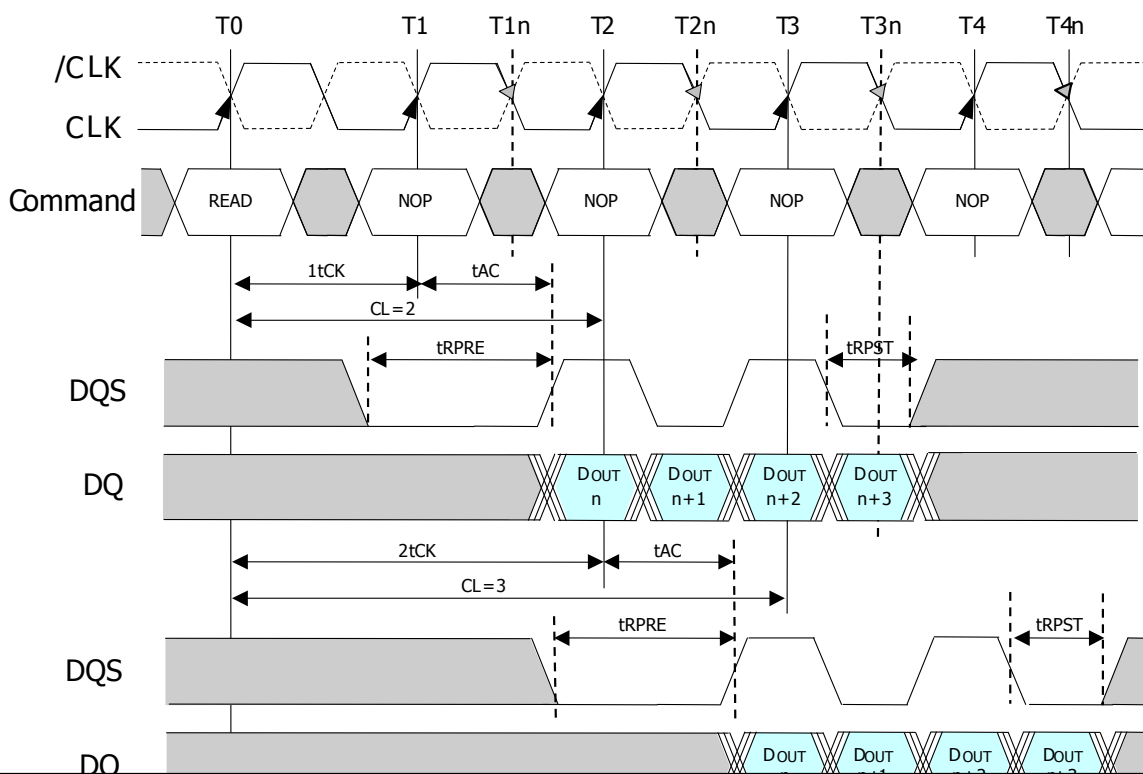 T0 T1 T1n T2 T2n T3 T3n T4 T4n
/CLK
CLK
Command READ NOP NOP NOP NOP
1tCK tAC
CL=2
tRPRE tRPST
DQS
DQ
DOUT DOUT DOUT DOUT
n n+1 n+2 n+3
2tCK tAC
CL=3
tRPRE tRPST
DQS
DQ
DOUT DOUT DOUT DOUT